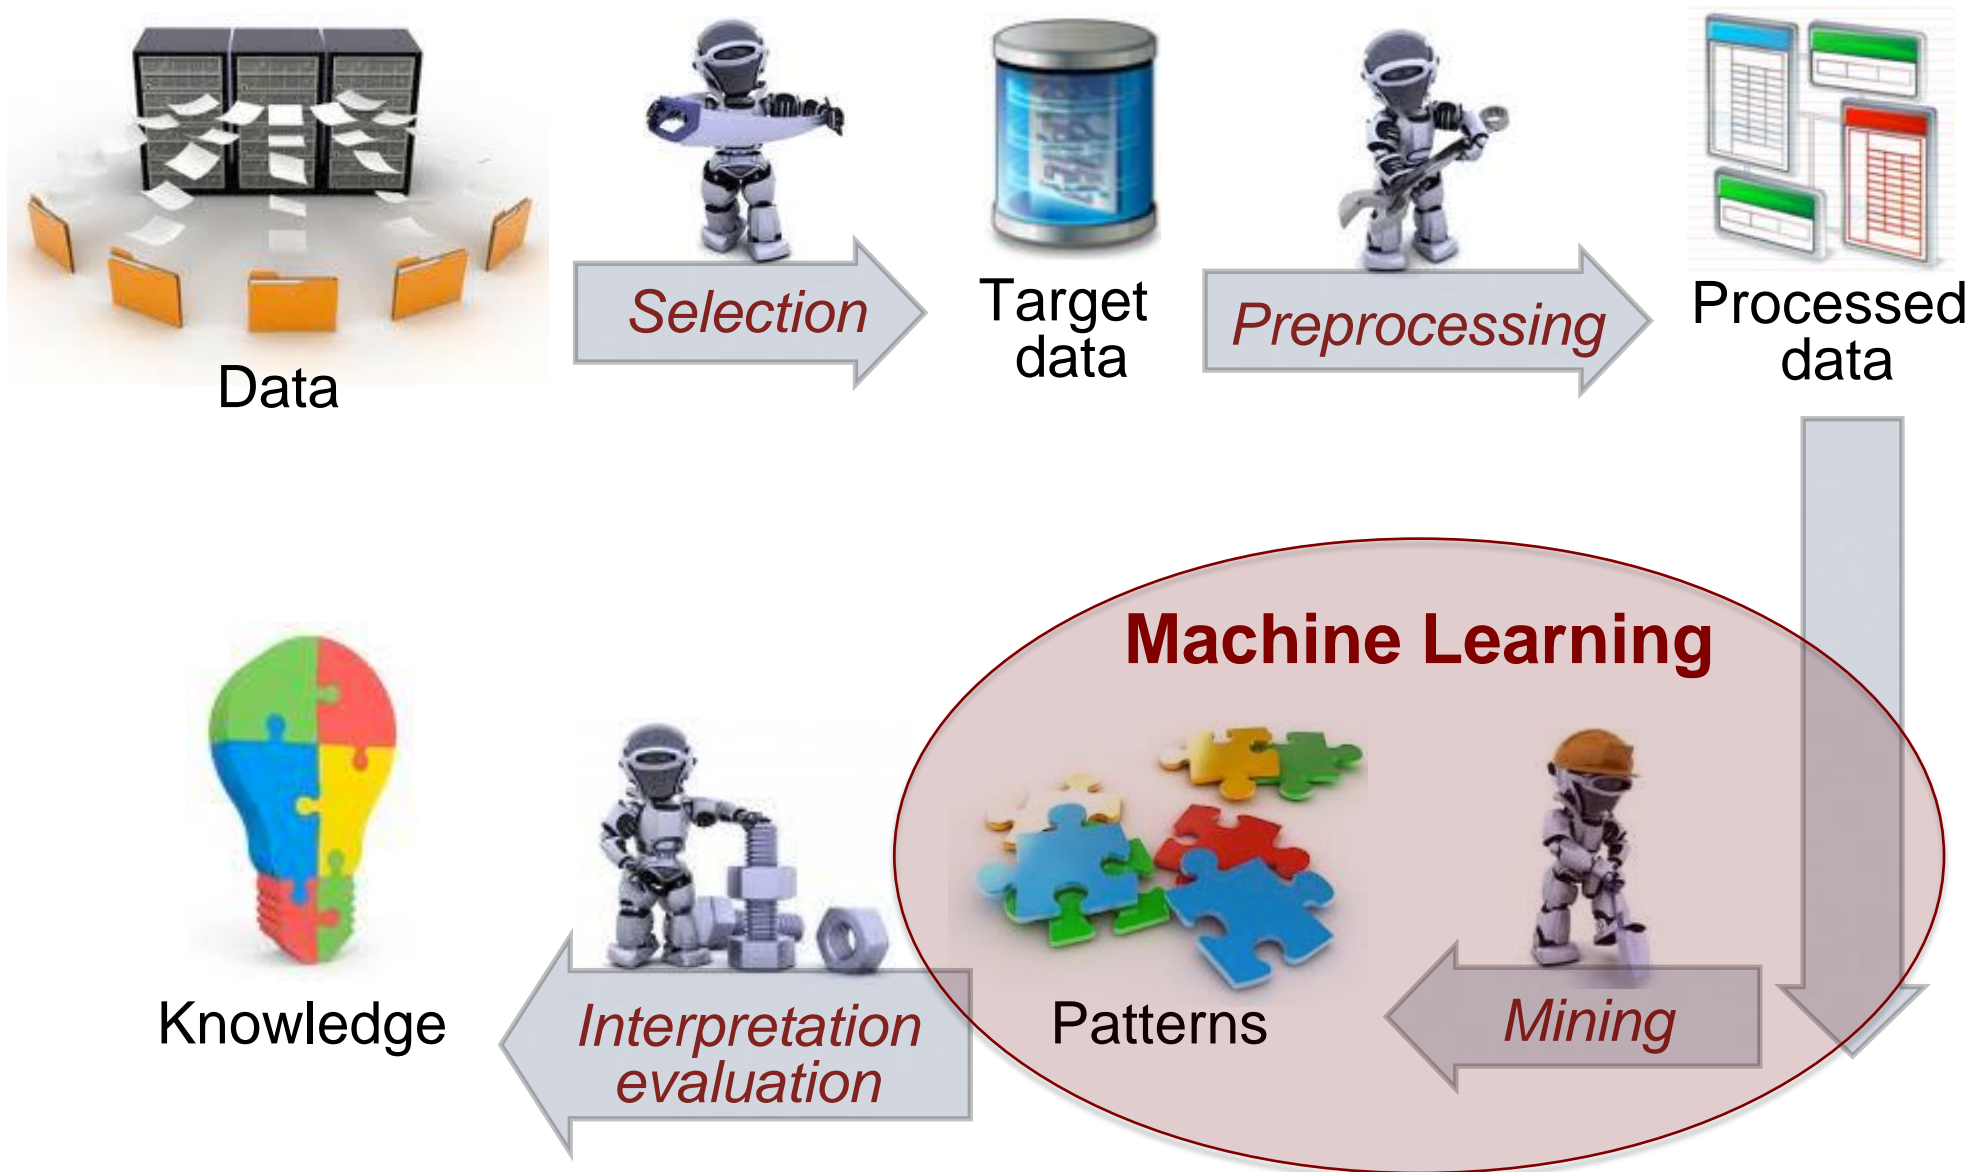 Data
Selection
Target
data
Preprocessing
Processed
data
Machine Learning
Knowledge
Interpretation
evaluation
Patterns
Mining